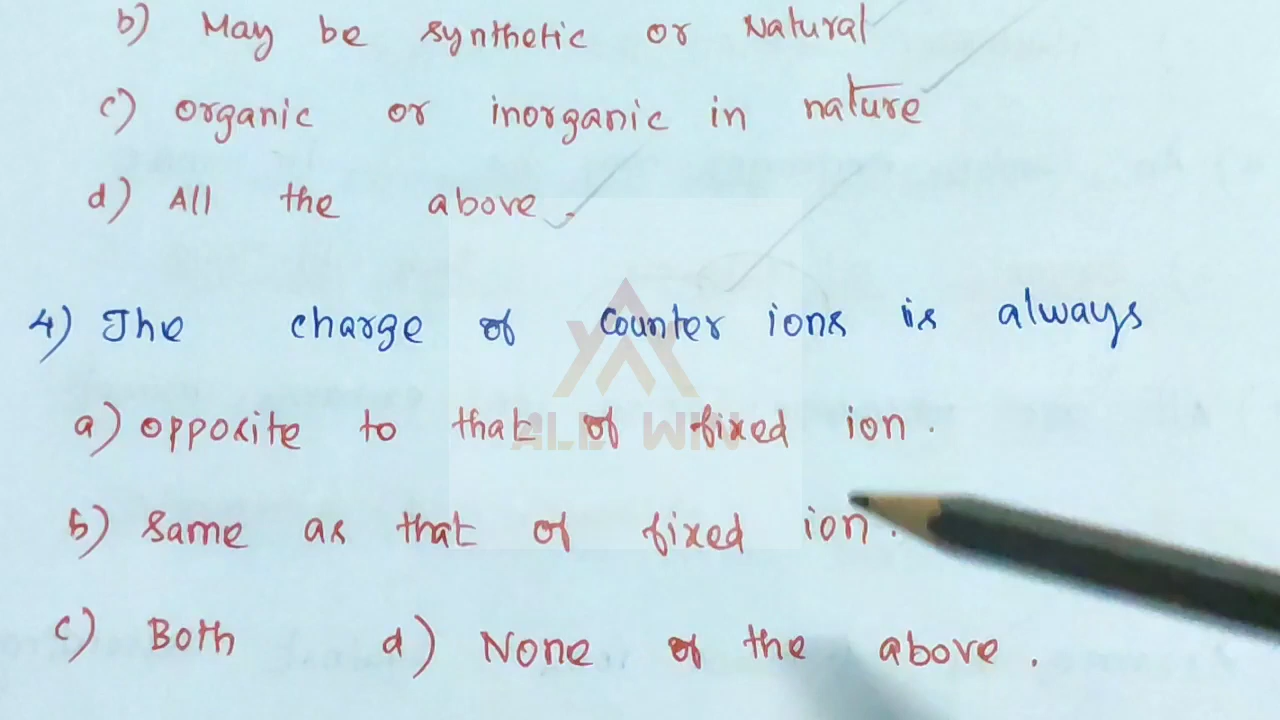 b) May be synthetic or Natural
c) organic or inorganic in nature
d) All the above.
4) The charge of counter ions is always
a) opposite to that of fixed ion.
b) same as that of fixed ion.
c) Both d) None of the above.
ALL WIN